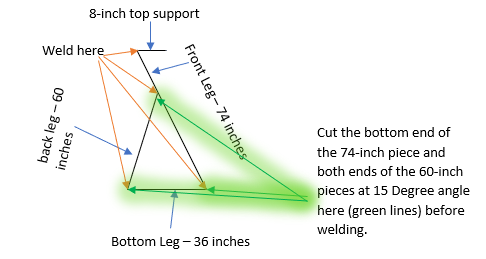 8-inch top support
Weld here
Front Leg– 74 inches
back leg – 60
inches
Cut the bottom end of
the 74-inch piece and
both ends of the 60-inch
pieces at 15 Degree angle
here (green lines) before
welding.
Bottom Leg – 36 inches